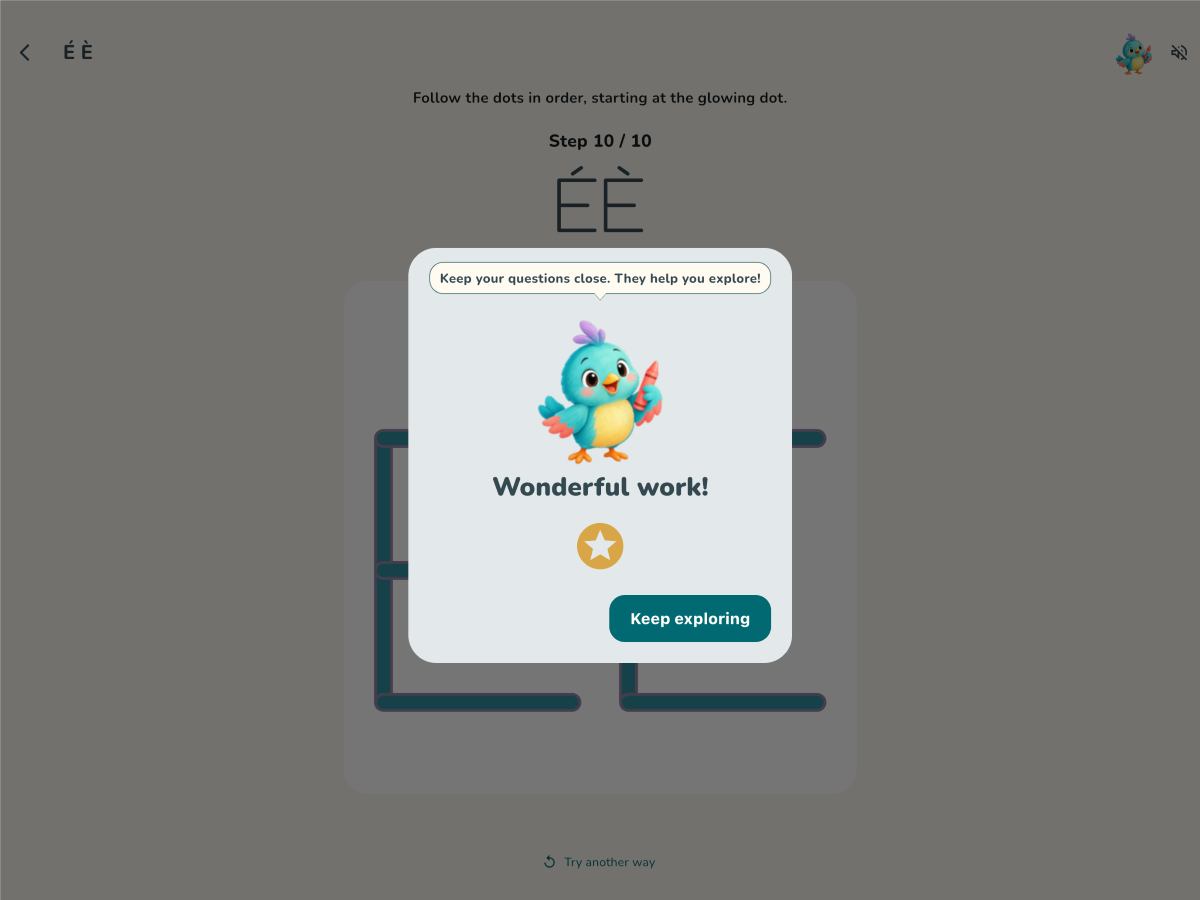 É È
Follow the dots in order, starting at the glowing dot.
Step 10 / 10
ÉÈ
Keep your questions close. They help you explore!
Wonderful work!
Keep exploring
Try another way